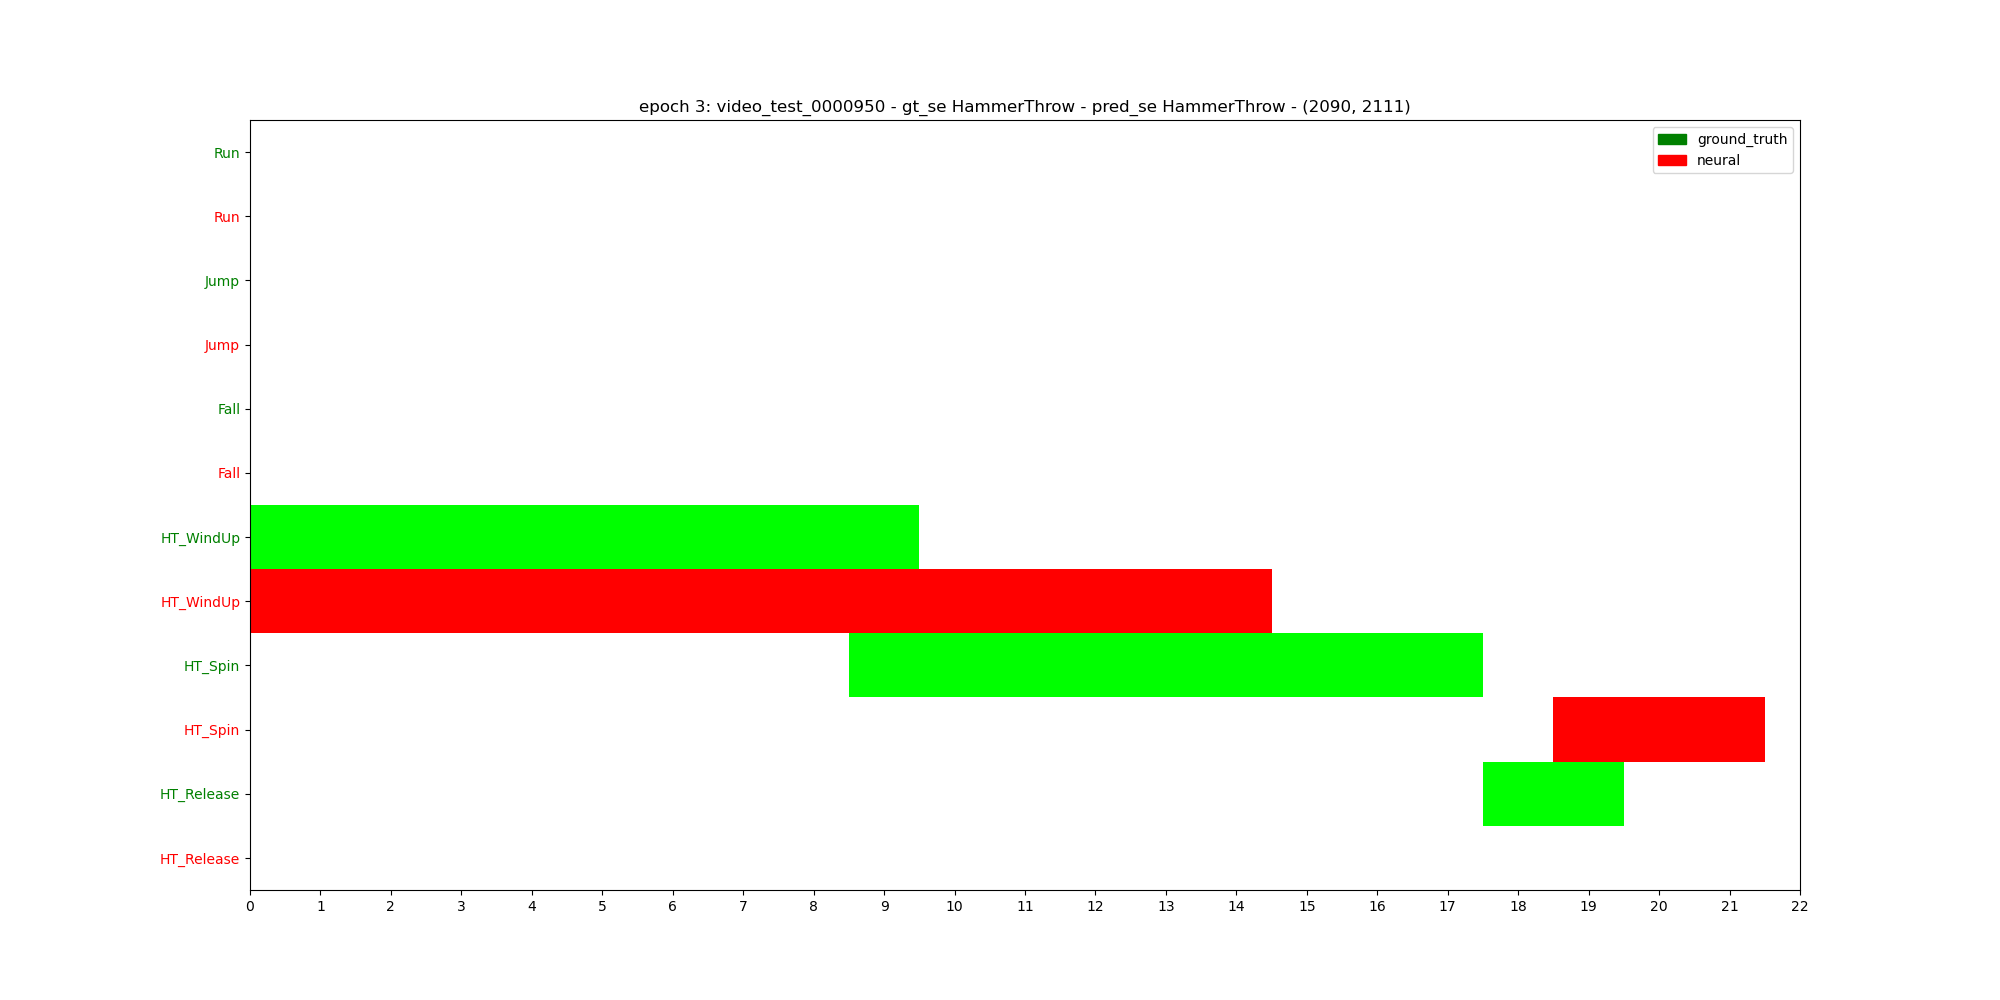 epoch 3: video_test_0000950 - gt_se HammerThrow - pred_se HammerThrow - (2090, 2111)
ground_truth
neural
Run
Run
Jump
Jump
Fall
Fall
HT_WindUp
HT_WindUp
HT_Spin
HT_Spin
HT_Release
HT_Release
0 1 2 3 4 5 6 7 8 9 10 11 12 13 14 15 16 17 18 19 20 21 22